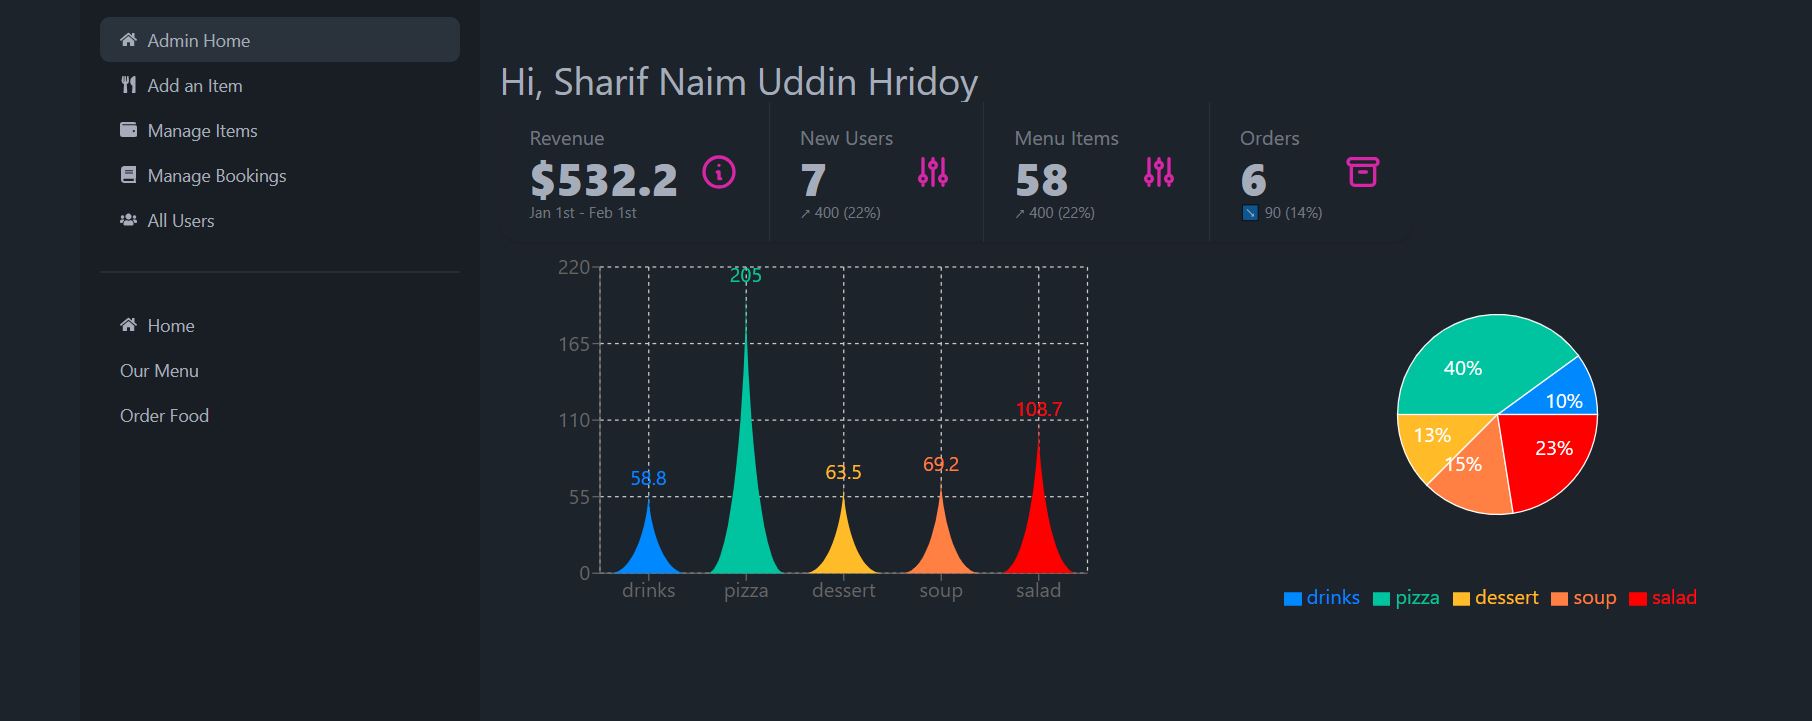 Admin Home
Add an Item
Manage Items
Manage Bookings
All Users
Home
Our Menu
Order Food
Hi, Sharif Naim Uddin Hridoy
Revenue
$532.2
Jan 1st - Feb 1st
New Users
7
↗︎ 400 (22%)
Menu Items
58
↗︎ 400 (22%)
Orders
6
↘️ 90 (14%)
220
165
110
55
0
58.8
205
63.5
69.2
108.7
drinks
pizza
dessert
soup
salad
40%
10%
13%
15%
23%
drinks
pizza
dessert
soup
salad